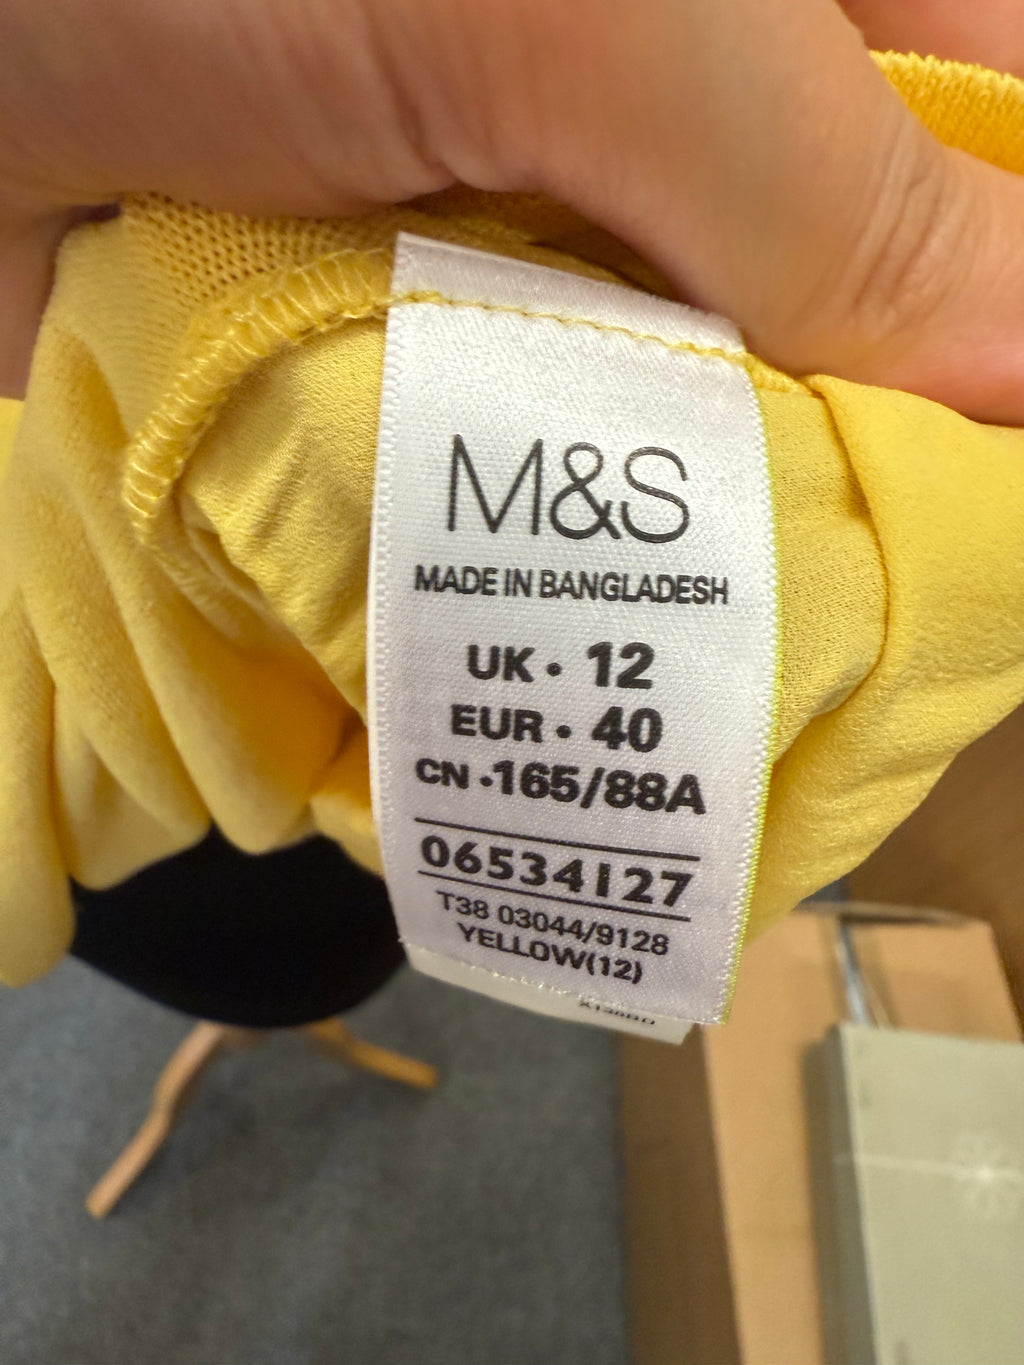 M&S
MADE IN BANGLADESH
UK · 12
EUR · 40
CN ·165/88A
06534127
T38 03044/9128
YELLOW(12)